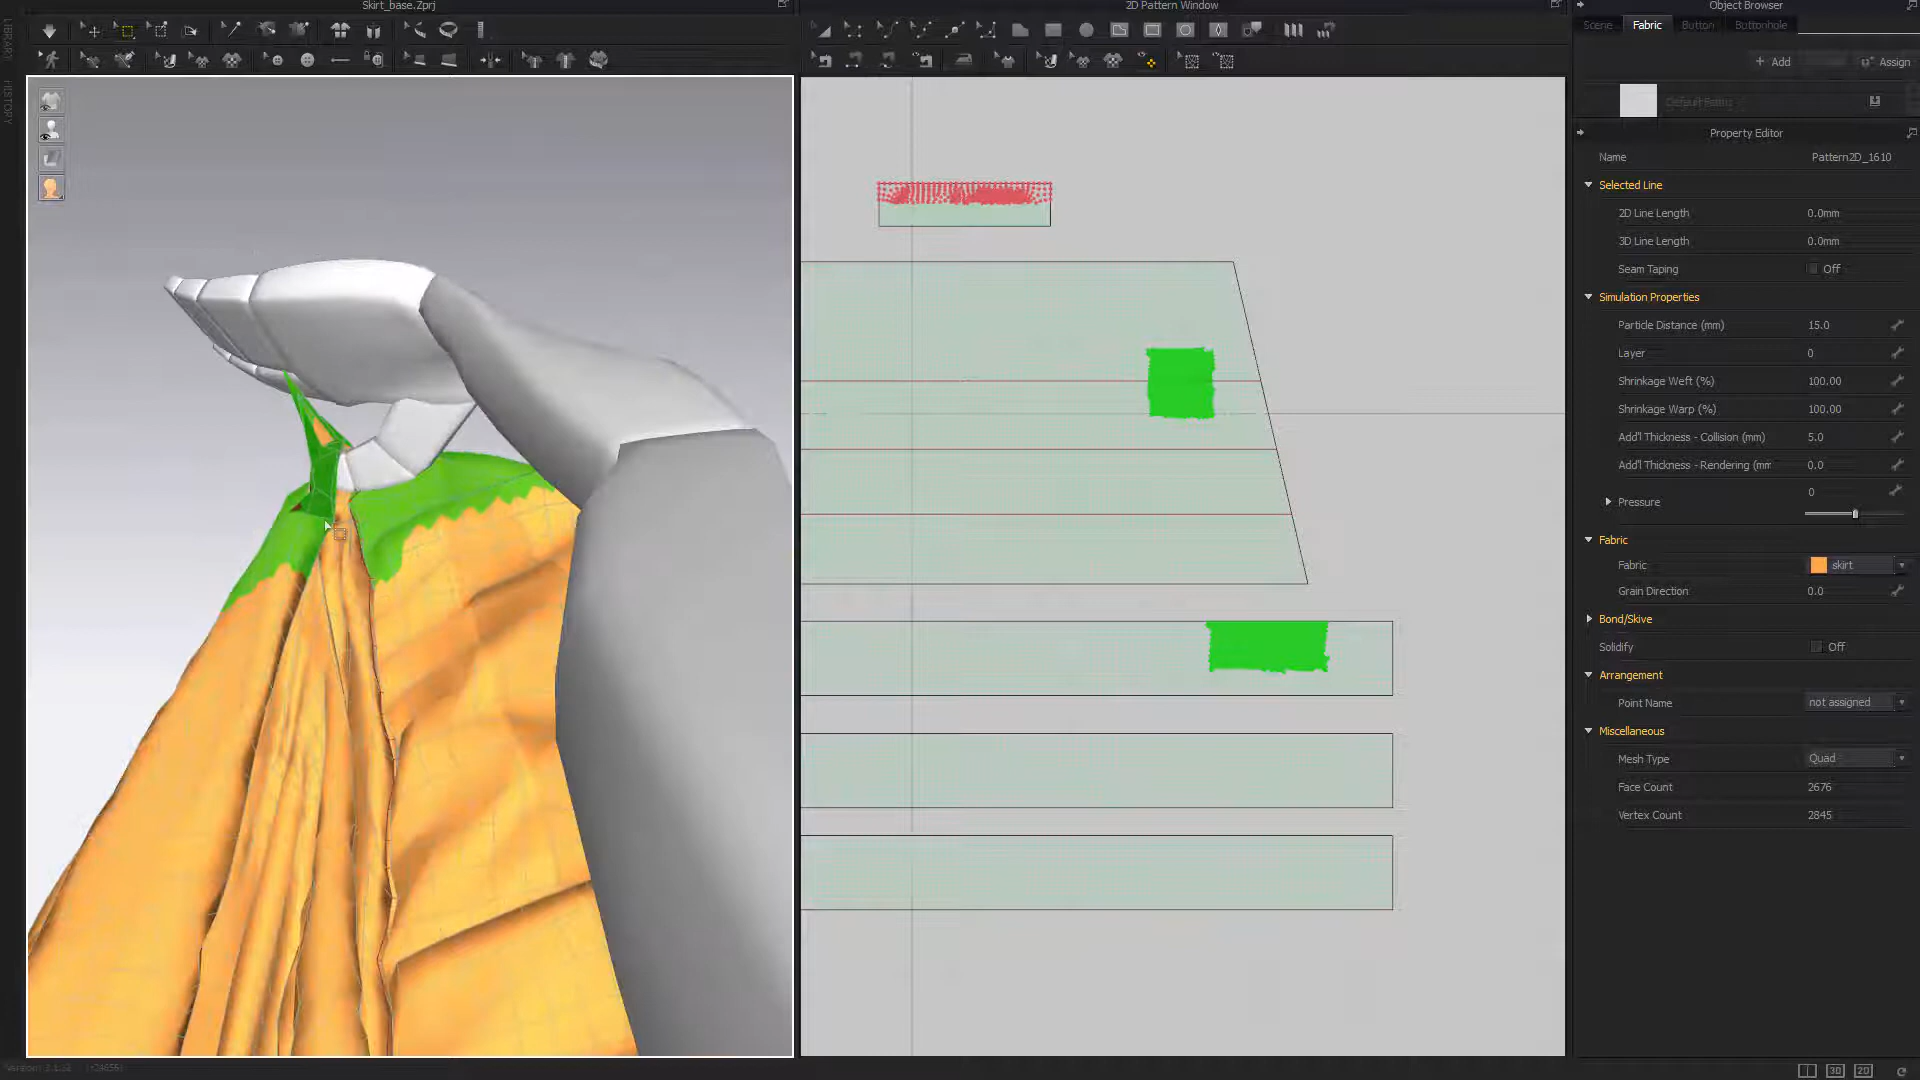 Skirt_base.Zprj
2D Pattern Window
Object Browser
LIBRARY
HISTORY
Scene
Fabric
Button
Buttonhole
+ Add
Assign
Property Editor
Name
Pattern2D_1610
Selected Line
2D Line Length
0.0mm
3D Line Length
0.0mm
Seam Taping
Off
Simulation Properties
Particle Distance (mm)
15.0
Layer
0
Shrinkage Weft (%)
100.00
Shrinkage Warp (%)
100.00
Add'l Thickness - Collision (mm)
5.0
Add'l Thickness - Rendering (mm
0.0
Pressure
0
Fabric
Fabric
skirt
Grain Direction
0.0
Bond/Skive
Solidify
Off
Arrangement
Point Name
not assigned
Miscellaneous
Mesh Type
Quad
Face Count
2676
Vertex Count
2845
3D
2D